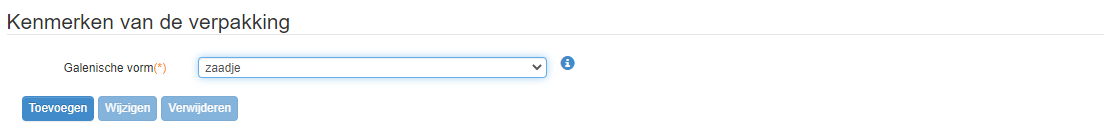 Kenmerken van de verpakking
Galenische vorm(*) zaadje
Toevoegen Wijzigen Verwijderen